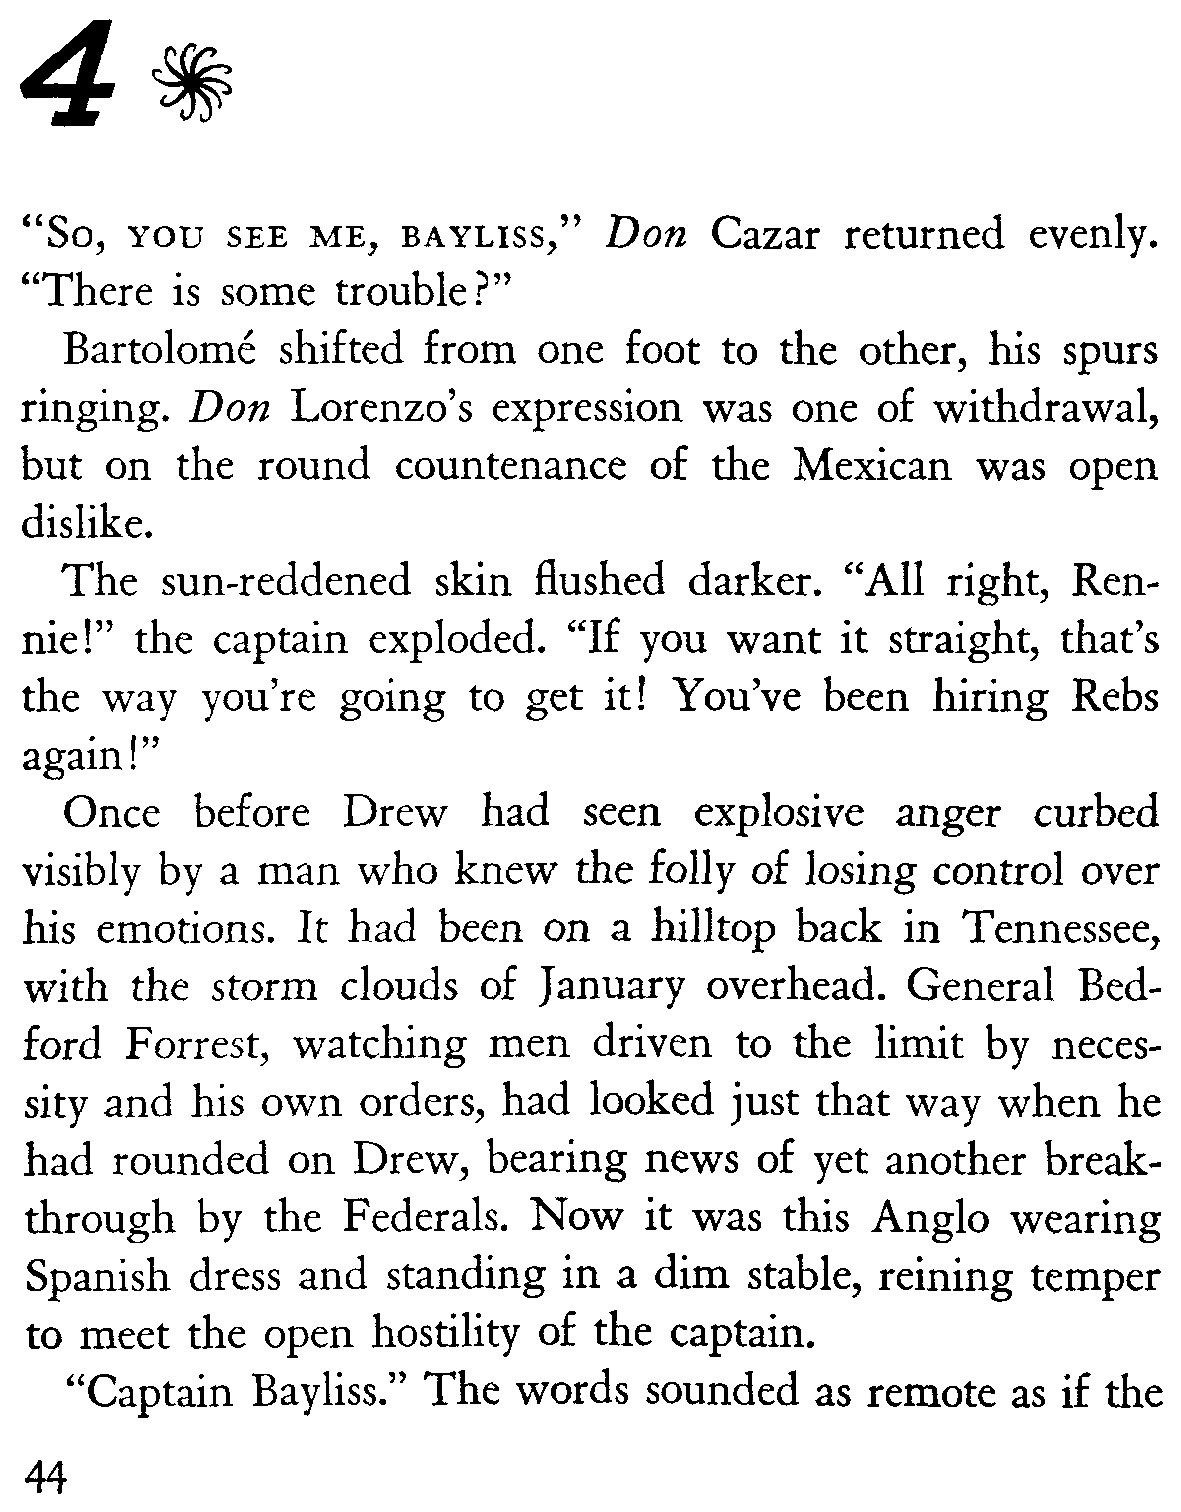 4
“So, YOU SEE ME, BAYLISS,” Don Cazar returned evenly.
“There is some trouble?”
Bartolomé shifted from one foot to the other, his spurs
ringing. Don Lorenzo’s expression was one of withdrawal,
but on the round countenance of the Mexican was open
dislike.
The sun-reddened skin flushed darker. “All right, Ren-
nie!” the captain exploded. “If you want it straight, that’s
the way you’re going to get it! You’ve been hiring Rebs
again!”
Once before Drew had seen explosive anger curbed
visibly by a man who knew the folly of losing control over
his emotions. It had been on a hilltop back in Tennessee,
with the storm clouds of January overhead. General Bed-
ford Forrest, watching men driven to the limit by neces-
sity and his own orders, had looked just that way when he
had rounded on Drew, bearing news of yet another break-
through by the Federals. Now it was this Anglo wearing
Spanish dress and standing in a dim stable, reining temper
to meet the open hostility of the captain.
“Captain Bayliss.” The words sounded as remote as if the
44